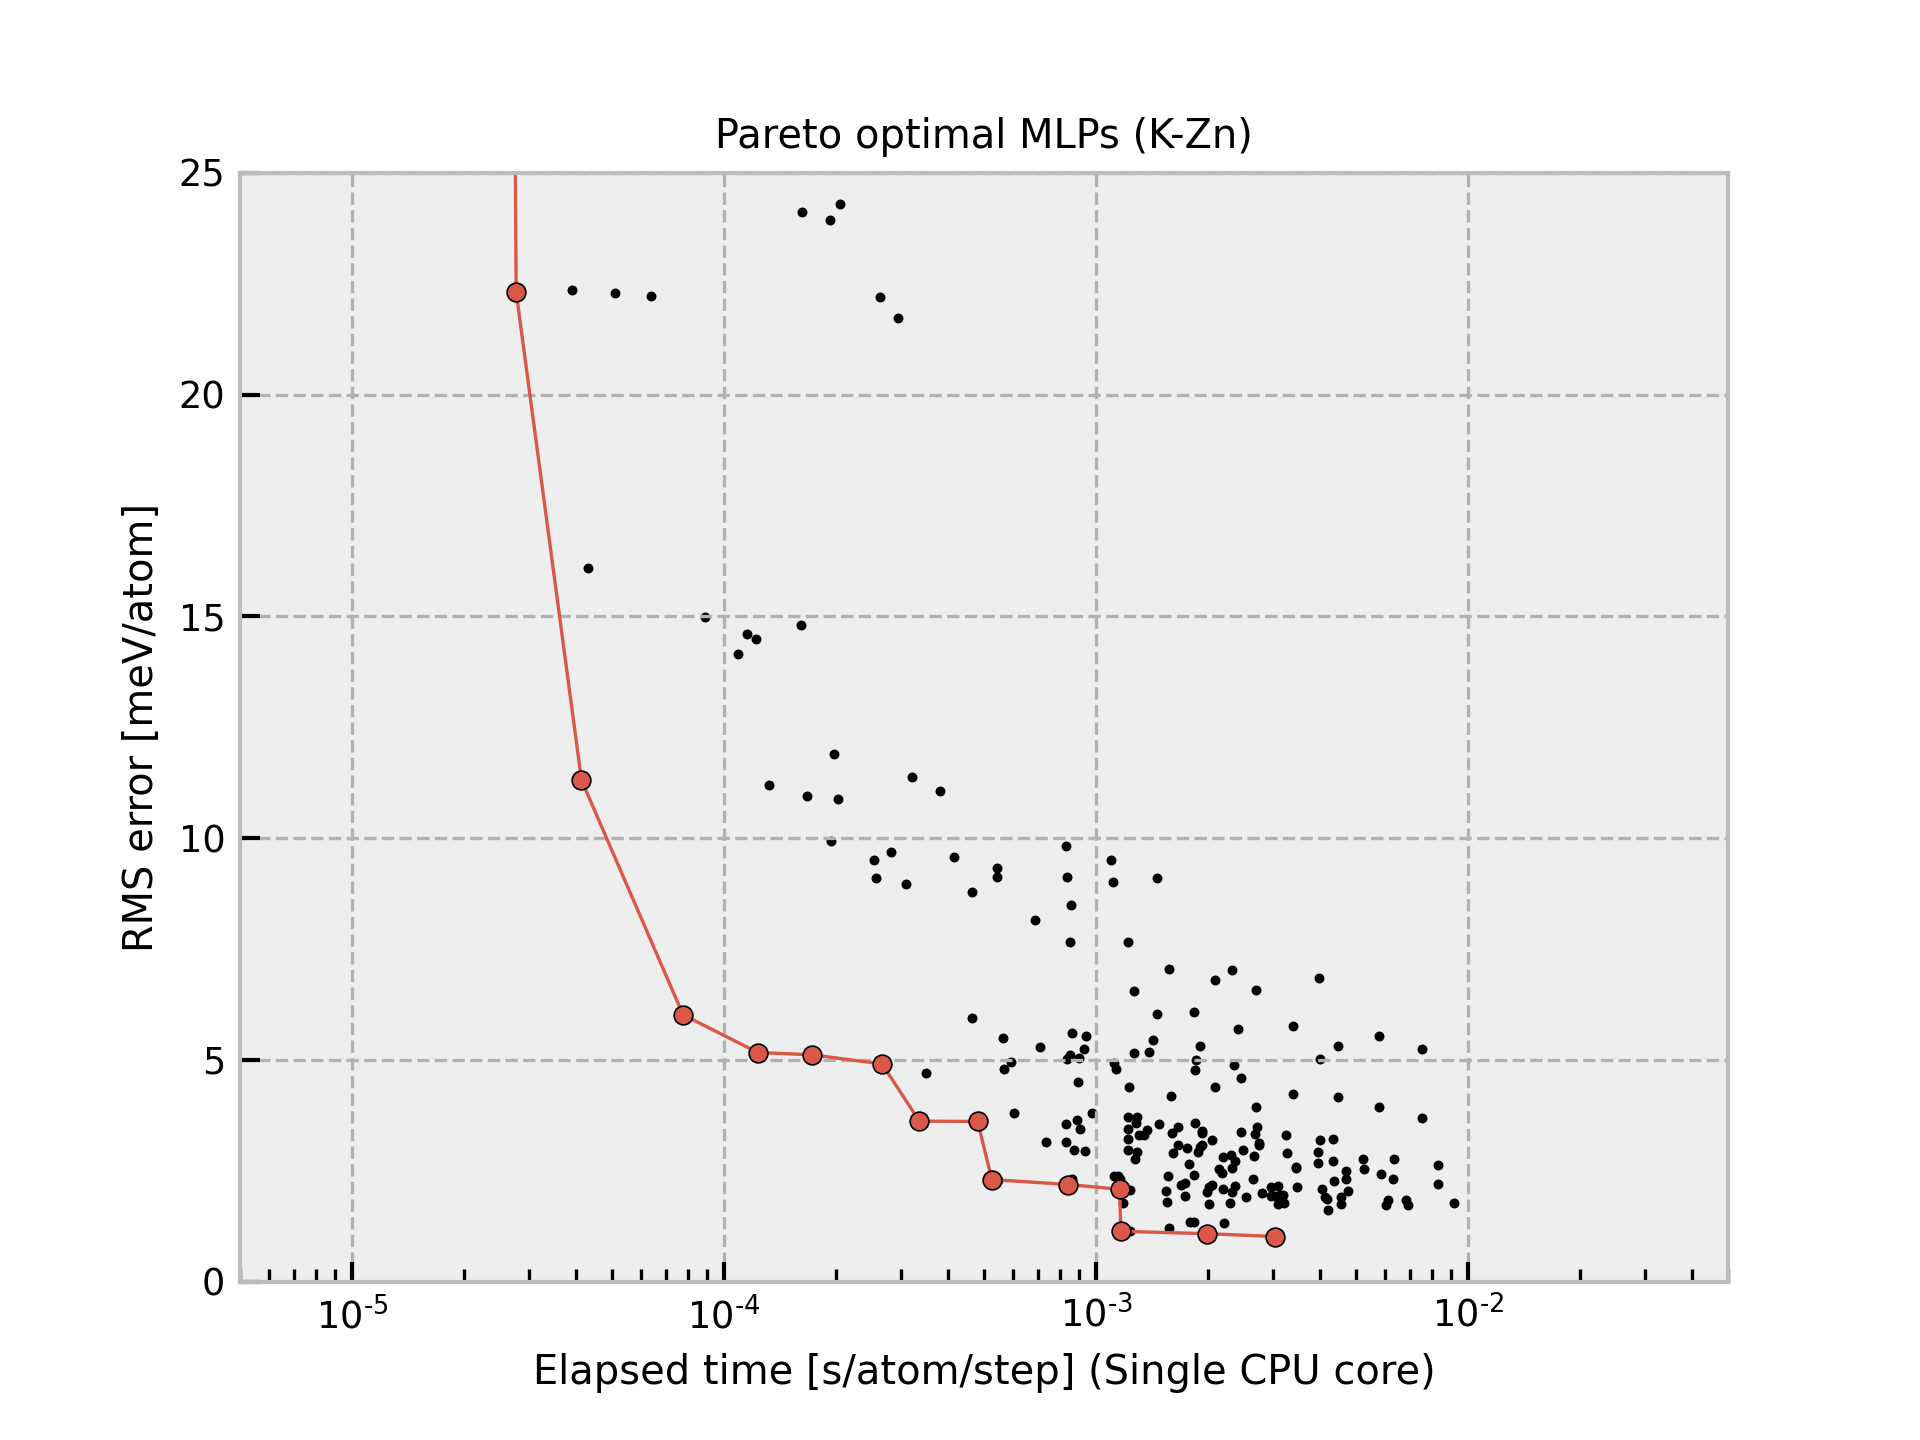 Pareto optimal MLPs (K-Zn)
25
20
15
10
5
0
RMS error [meV/atom]
10-5 10-4 10-3 10-2
Elapsed time [s/atom/step] (Single CPU core)